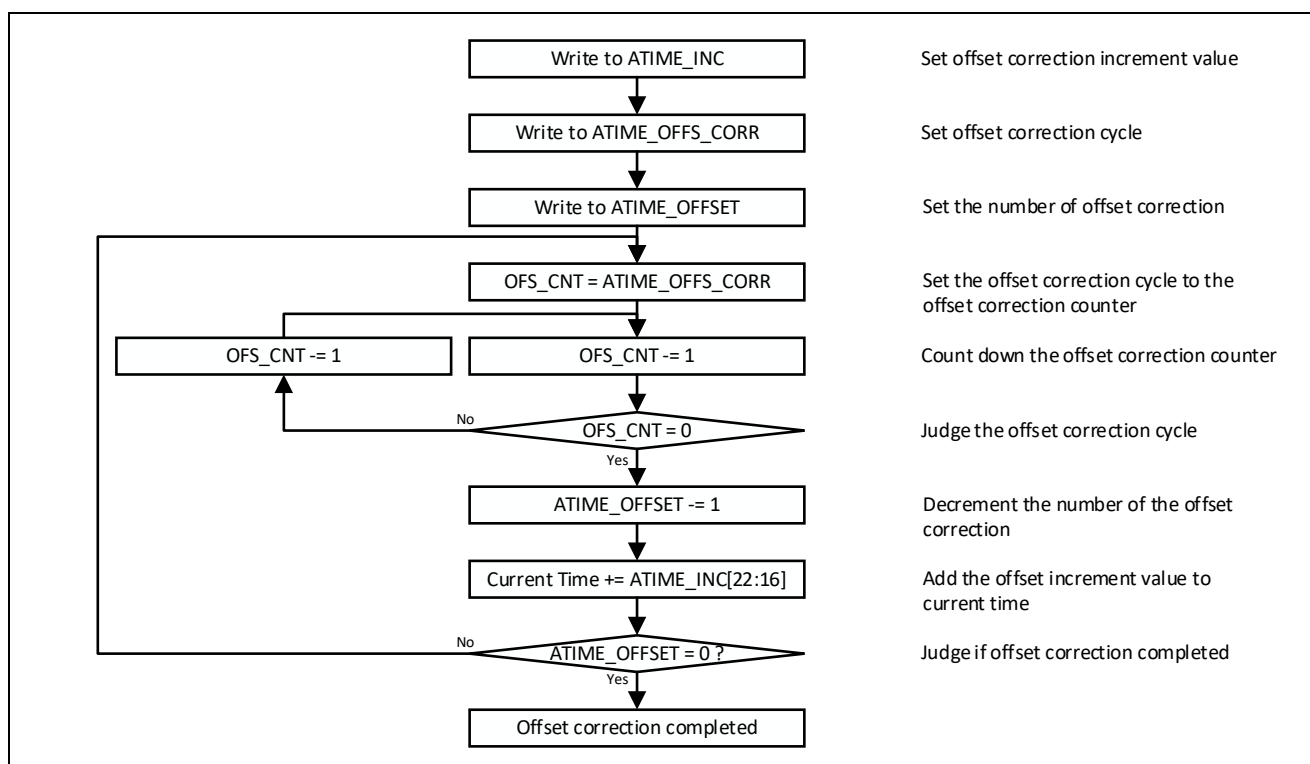 Write to ATIME_INC
Set offset correction increment value
Write to ATIME_OFFS_CORR
Set offset correction cycle
Write to ATIME_OFFSET
Set the number of offset correction
OFS_CNT = ATIME_OFFS_CORR
Set the offset correction cycle to the
offset correction counter
OFS_CNT -= 1
OFS_CNT -= 1
Count down the offset correction counter
No
OFS_CNT = 0
Judge the offset correction cycle
Yes
ATIME_OFFSET -= 1
Decrement the number of the offset
correction
Current Time += ATIME_INC[22:16]
Add the offset increment value to
current time
No
ATIME_OFFSET = 0 ?
Judge if offset correction completed
Yes
Offset correction completed